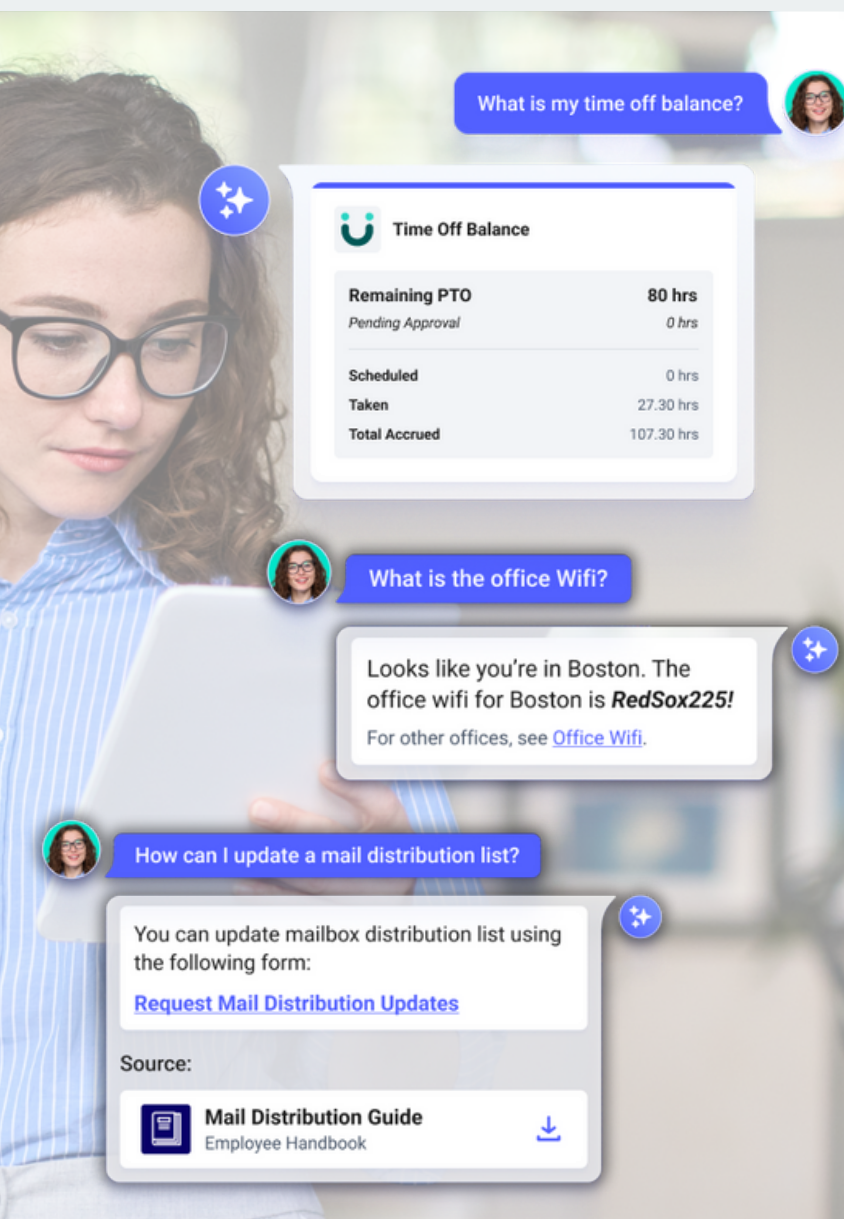 What is my time off balance?
Time Off Balance
Remaining PTO 80 hrs
Pending Approval 0 hrs
Scheduled 0 hrs
Taken 27.30 hrs
Total Accrued 107.30 hrs
What is the office Wifi?
Looks like you’re in Boston. The
office wifi for Boston is RedSox225!
For other offices, see Office Wifi.
How can I update a mail distribution list?
You can update mailbox distribution list using
the following form:
Request Mail Distribution Updates
Source:
Mail Distribution Guide
Employee Handbook